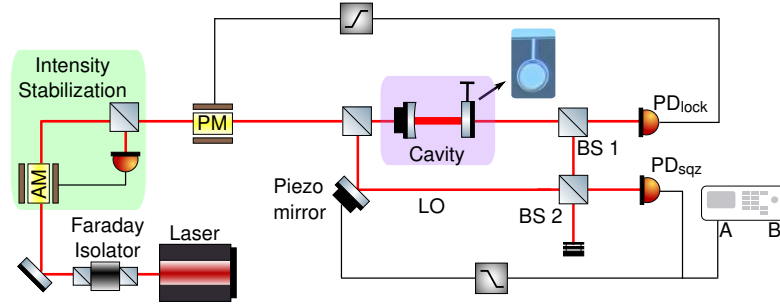 Intensity
Stabilization
PM
AM
Cavity
PDlock
BS 1
PDsqz
Piezo
mirror
LO
BS 2
A
B
Faraday
Isolator
Laser